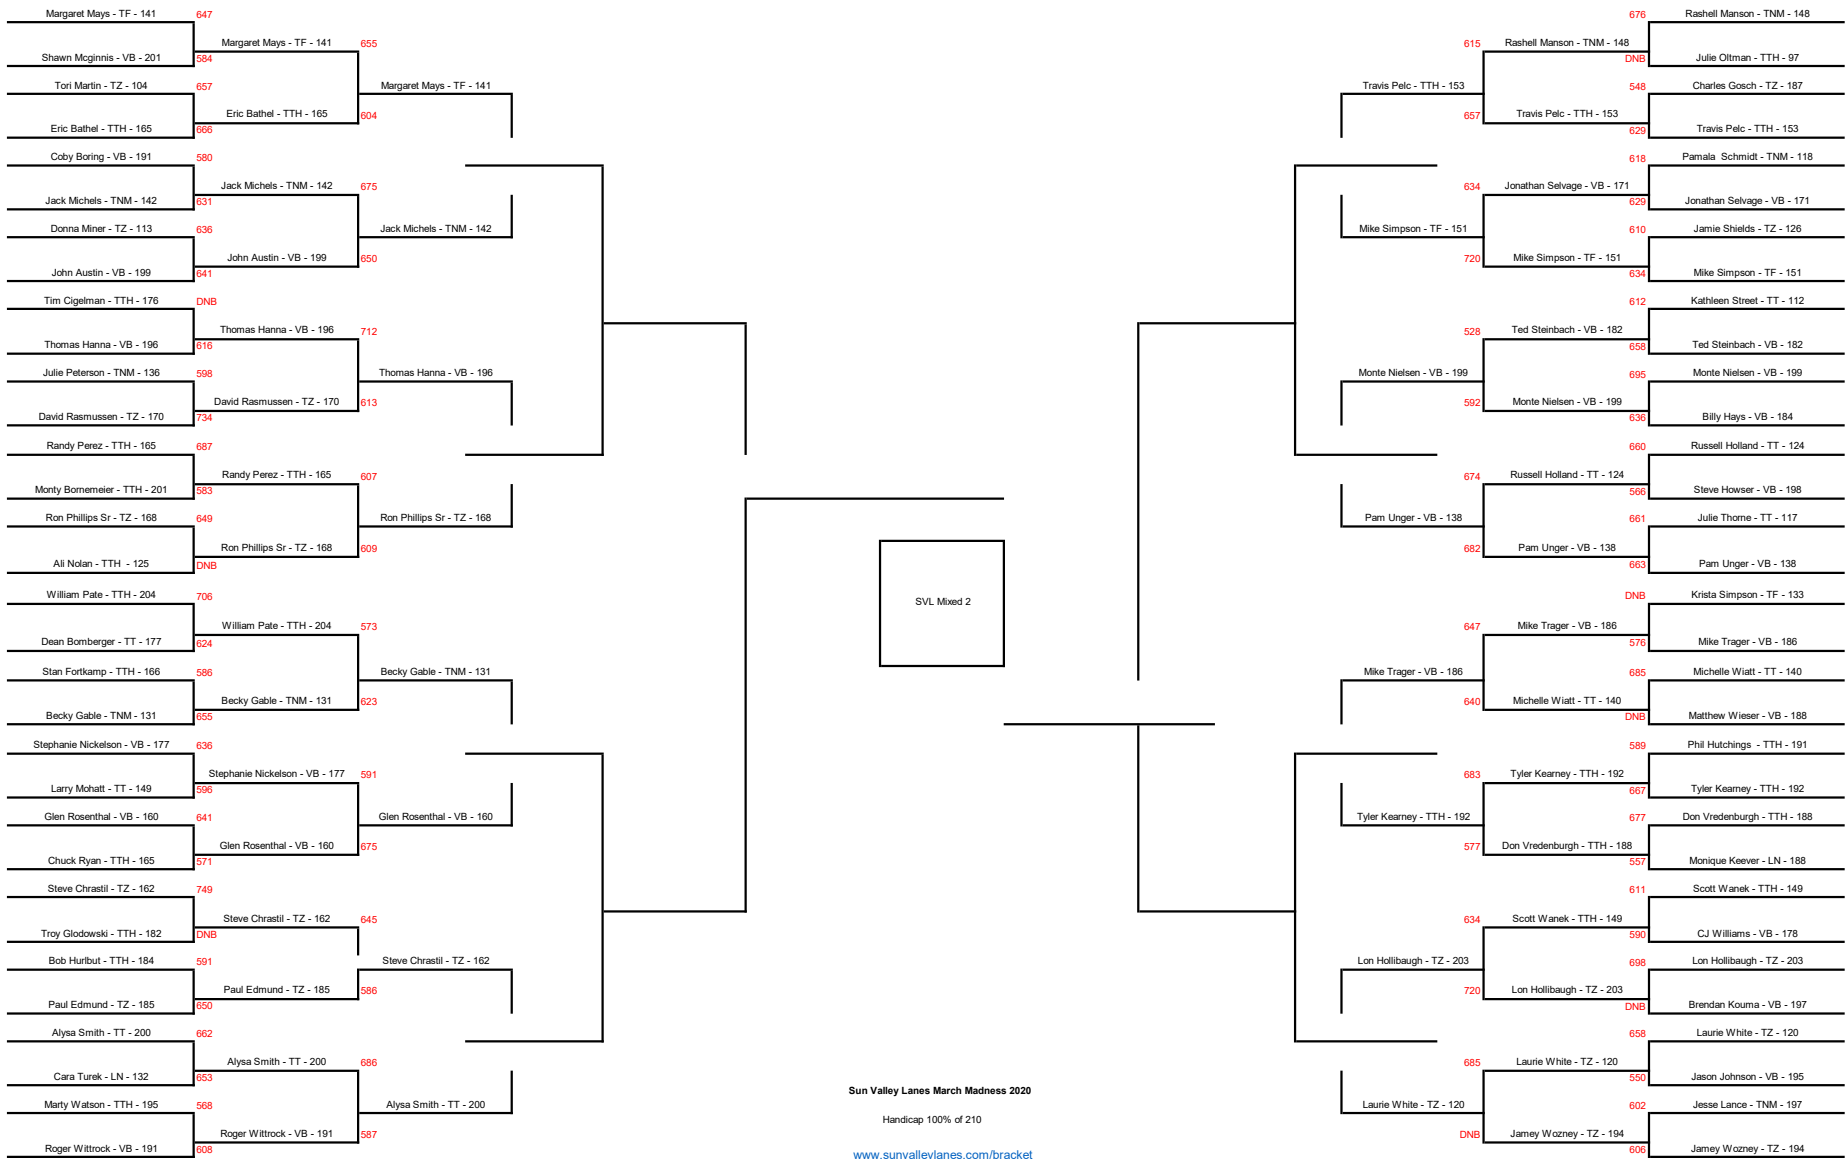 Margaret Mays - TF - 141
647
Shawn Mcginnis - VB - 201
584
Tori Martin - TZ - 104
657
Eric Bathel - TTH - 165
666
Coby Boring - VB - 191
580
Jack Michels - TNM - 142
631
Donna Miner - TZ - 113
636
John Austin - VB - 199
641
Tim Cigelman - TTH - 176
DNB
Thomas Hanna - VB - 196
616
Julie Peterson - TNM - 136
598
David Rasmussen - TZ - 170
734
Randy Perez - TTH - 165
687
Monty Bornemeier - TTH - 201
583
Ron Phillips Sr - TZ - 168
649
Ali Nolan - TTH - 125
DNB
William Pate - TTH - 204
706
Dean Bomberger - TT - 177
624
Stan Fortkamp - TTH - 166
586
Becky Gable - TNM - 131
655
Stephanie Nickelson - VB - 177
636
Larry Mohatt - TT - 149
596
Glen Rosenthal - VB - 160
641
Chuck Ryan - TTH - 165
571
Steve Chrastil - TZ - 162
749
Troy Glodowski - TTH - 182
DNB
Bob Hurlbut - TTH - 184
591
Paul Edmund - TZ - 185
650
Alysa Smith - TT - 200
662
Cara Turek - LN - 132
653
Marty Watson - TTH - 195
568
Roger Wittrock - VB - 191
608
Margaret Mays - TF - 141
655
Eric Bathel - TTH - 165
604
Jack Michels - TNM - 142
675
John Austin - VB - 199
650
Thomas Hanna - VB - 196
712
David Rasmussen - TZ - 170
613
Randy Perez - TTH - 165
607
Ron Phillips Sr - TZ - 168
609
William Pate - TTH - 204
573
Becky Gable - TNM - 131
623
Stephanie Nickelson - VB - 177
591
Glen Rosenthal - VB - 160
675
Steve Chrastil - TZ - 162
645
Paul Edmund - TZ - 185
586
Alysa Smith - TT - 200
686
Roger Wittrock - VB - 191
587
Margaret Mays - TF - 141
Jack Michels - TNM - 142
Thomas Hanna - VB - 196
Ron Phillips Sr - TZ - 168
Becky Gable - TNM - 131
Glen Rosenthal - VB - 160
Steve Chrastil - TZ - 162
Alysa Smith - TT - 200
SVL Mixed 2
Sun Valley Lanes March Madness 2020
Handicap 100% of 210
www.sunvalleylanes.com/bracket
Travis Pelc - TTH - 153
Mike Simpson - TF - 151
Monte Nielsen - VB - 199
Pam Unger - VB - 138
Mike Trager - VB - 186
Tyler Kearney - TTH - 192
Lon Hollibaugh - TZ - 203
Laurie White - TZ - 120
615
Rashell Manson - TNM - 148
657
Travis Pelc - TTH - 153
634
Jonathan Selvage - VB - 171
720
Mike Simpson - TF - 151
528
Ted Steinbach - VB - 182
592
Monte Nielsen - VB - 199
674
Russell Holland - TT - 124
682
Pam Unger - VB - 138
647
Mike Trager - VB - 186
640
Michelle Wiatt - TT - 140
683
Tyler Kearney - TTH - 192
577
Don Vredenburgh - TTH - 188
634
Scott Wanek - TTH - 149
720
Lon Hollibaugh - TZ - 203
685
Laurie White - TZ - 120
DNB
Jamey Wozney - TZ - 194
676
Rashell Manson - TNM - 148
DNB
Julie Oltman - TTH - 97
548
Charles Gosch - TZ - 187
629
Travis Pelc - TTH - 153
618
Pamala Schmidt - TNM - 118
629
Jonathan Selvage - VB - 171
610
Jamie Shields - TZ - 126
634
Mike Simpson - TF - 151
612
Kathleen Street - TT - 112
658
Ted Steinbach - VB - 182
695
Monte Nielsen - VB - 199
636
Billy Hays - VB - 184
660
Russell Holland - TT - 124
566
Steve Howser - VB - 198
661
Julie Thorne - TT - 117
663
Pam Unger - VB - 138
DNB
Krista Simpson - TF - 133
576
Mike Trager - VB - 186
685
Michelle Wiatt - TT - 140
DNB
Matthew Wieser - VB - 188
589
Phil Hutchings - TTH - 191
667
Tyler Kearney - TTH - 192
677
Don Vredenburgh - TTH - 188
557
Monique Keever - LN - 188
611
Scott Wanek - TTH - 149
590
CJ Williams - VB - 178
698
Lon Hollibaugh - TZ - 203
DNB
Brendan Kouma - VB - 197
658
Laurie White - TZ - 120
550
Jason Johnson - VB - 195
602
Jesse Lance - TNM - 197
606
Jamey Wozney - TZ - 194